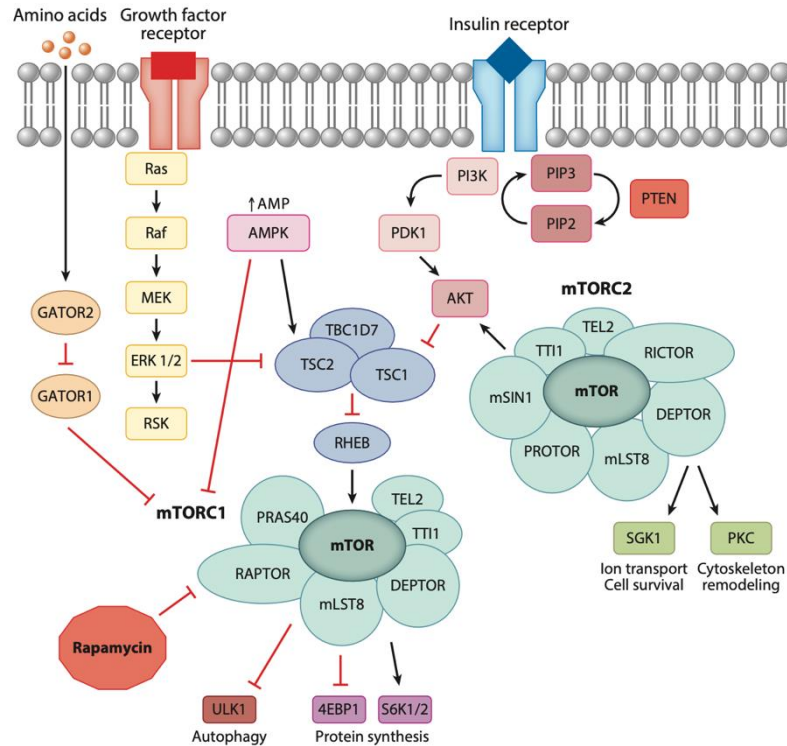 Amino acids
Growth factor
receptor
Insulin receptor
Ras
Raf
MEK
ERK 1/2
RSK
↑AMP
AMPK
PI3K
PDK1
AKT
PIP3
PIP2
PTEN
GATOR2
GATOR1
TBC1D7
TSC2
TSC1
RHEB
mTORC2
TEL2
TTI1
RICTOR
mSIN1
mTOR
DEPTOR
PROTOR
mLST8
SGK1
Ion transport
Cell survival
PKC
Cytoskeleton
remodeling
mTORC1
PRAS40
TEL2
TTI1
mTOR
RAPTOR
DEPTOR
mLST8
Rapamycin
ULK1
Autophagy
4EBP1
S6K1/2
Protein synthesis